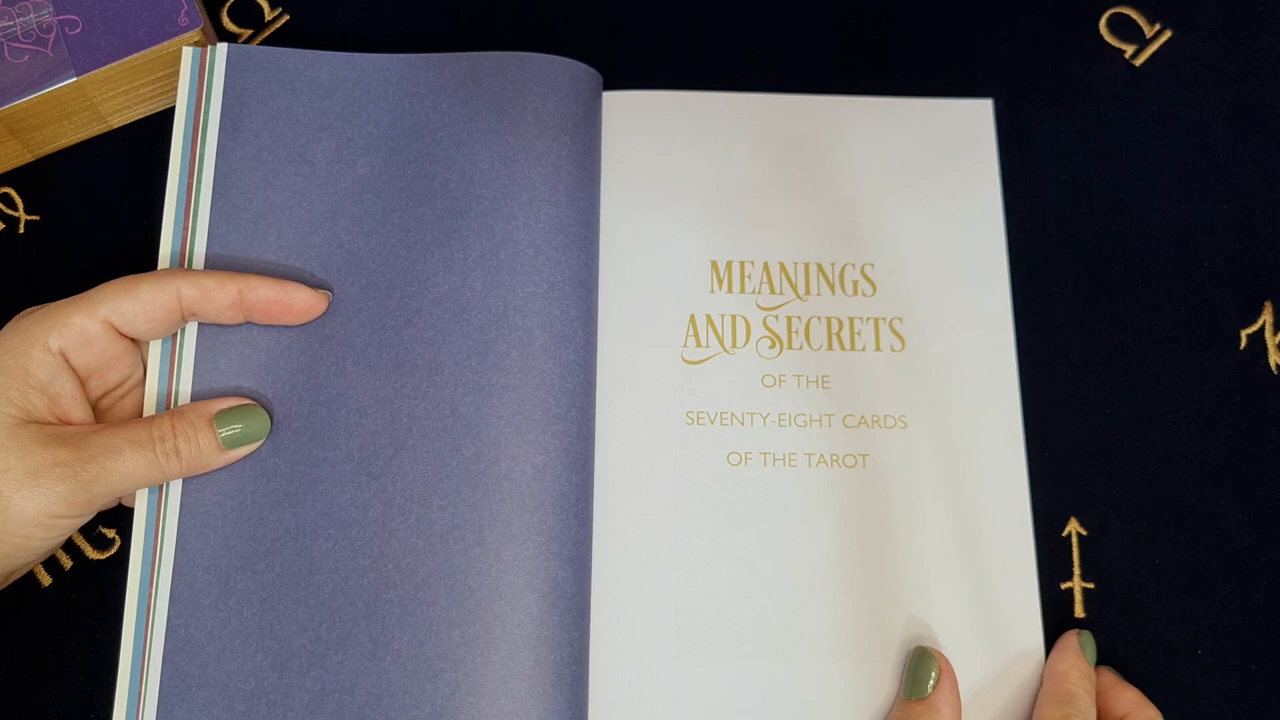 MEANINGS
AND SECRETS
OF THE
SEVENTY-EIGHT CARDS
OF THE TAROT